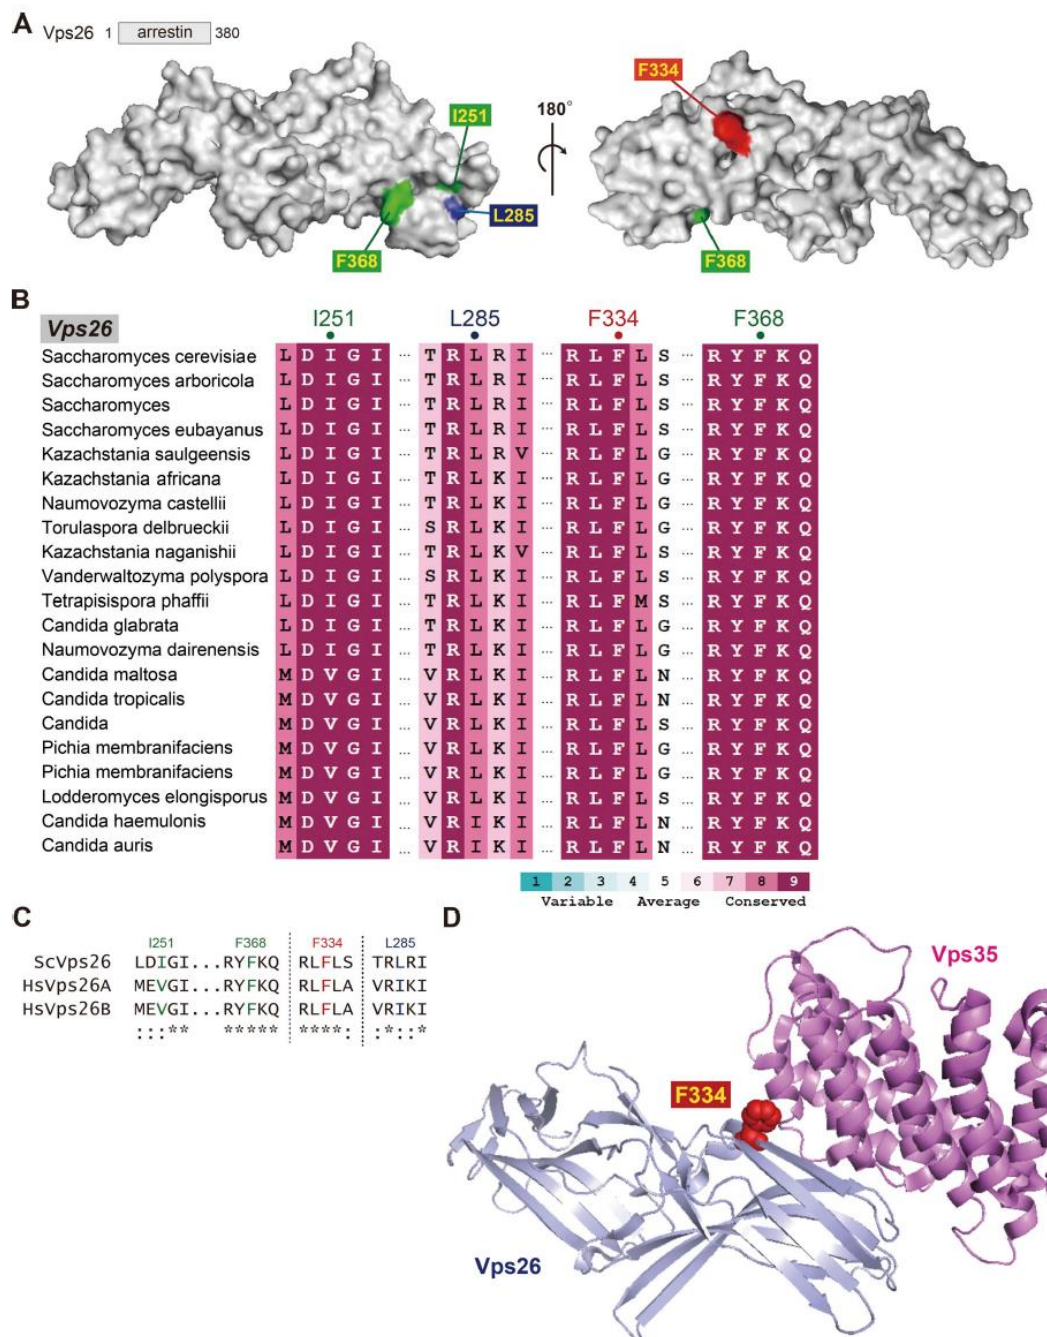 A
Vps26 1 arrestin 380
F334
I251
180°
L285
F368
F368
B
Vps26
I251 L285 F334 F368
Saccharomyces cerevisiae L D I G I ... T R L R I ... R L F L S ... R Y F K Q
Saccharomyces arboricola L D I G I ... T R L R I ... R L F L S ... R Y F K Q
Saccharomyces L D I G I ... T R L R I ... R L F L S ... R Y F K Q
Saccharomyces eubayanus L D I G I ... T R L R I ... R L F L S ... R Y F K Q
Kazachstania saulgeensis L D I G I ... T R L R V ... R L F L G ... R Y F K Q
Kazachstania africana L D I G I ... T R L K I ... R L F L G ... R Y F K Q
Naumovozyma castellii L D I G I ... T R L K I ... R L F L G ... R Y F K Q
Torulaspora delbrueckii L D I G I ... S R L K I ... R L F L G ... R Y F K Q
Kazachstania naganishii L D I G I ... T R L K V ... R L F L S ... R Y F K Q
Vanderwaltozyma polyspora L D I G I ... S R L K I ... R L F L S ... R Y F K Q
Tetrapisispora phaffii L D I G I ... T R L K I ... R L F M S ... R Y F K Q
Candida glabrata L D I G I ... T R L K I ... R L F L G ... R Y F K Q
Naumovozyma dairenensis L D I G I ... T R L K I ... R L F L G ... R Y F K Q
Candida maltosa M D V G I ... V R L K I ... R L F L N ... R Y F K Q
Candida tropicalis M D V G I ... V R L K I ... R L F L N ... R Y F K Q
Candida M D V G I ... V R L K I ... R L F L S ... R Y F K Q
Pichia membranifaciens M D V G I ... V R L K I ... R L F L G ... R Y F K Q
Pichia membranifaciens M D V G I ... V R L K I ... R L F L G ... R Y F K Q
Lodderomyces elongisporus M D V G I ... V R L K I ... R L F L S ... R Y F K Q
Candida haemulonis M D V G I ... V R I K I ... R L F L N ... R Y F K Q
Candida auris M D V G I ... V R I K I ... R L F L N ... R Y F K Q
1 2 3 4 5 6 7 8 9
Variable Average Conserved
C
I251 F368 F334 L285
ScVps26 LDIGI...RYFKQ RLFLS TRLRI
HsVps26A MEVGI...RYFKQ RLFLA VRIKI
HsVps26B MEVGI...RYFKQ RLFLA VRIKI
:::** ***** ****: :*::*
D
Vps35
F334
Vps26